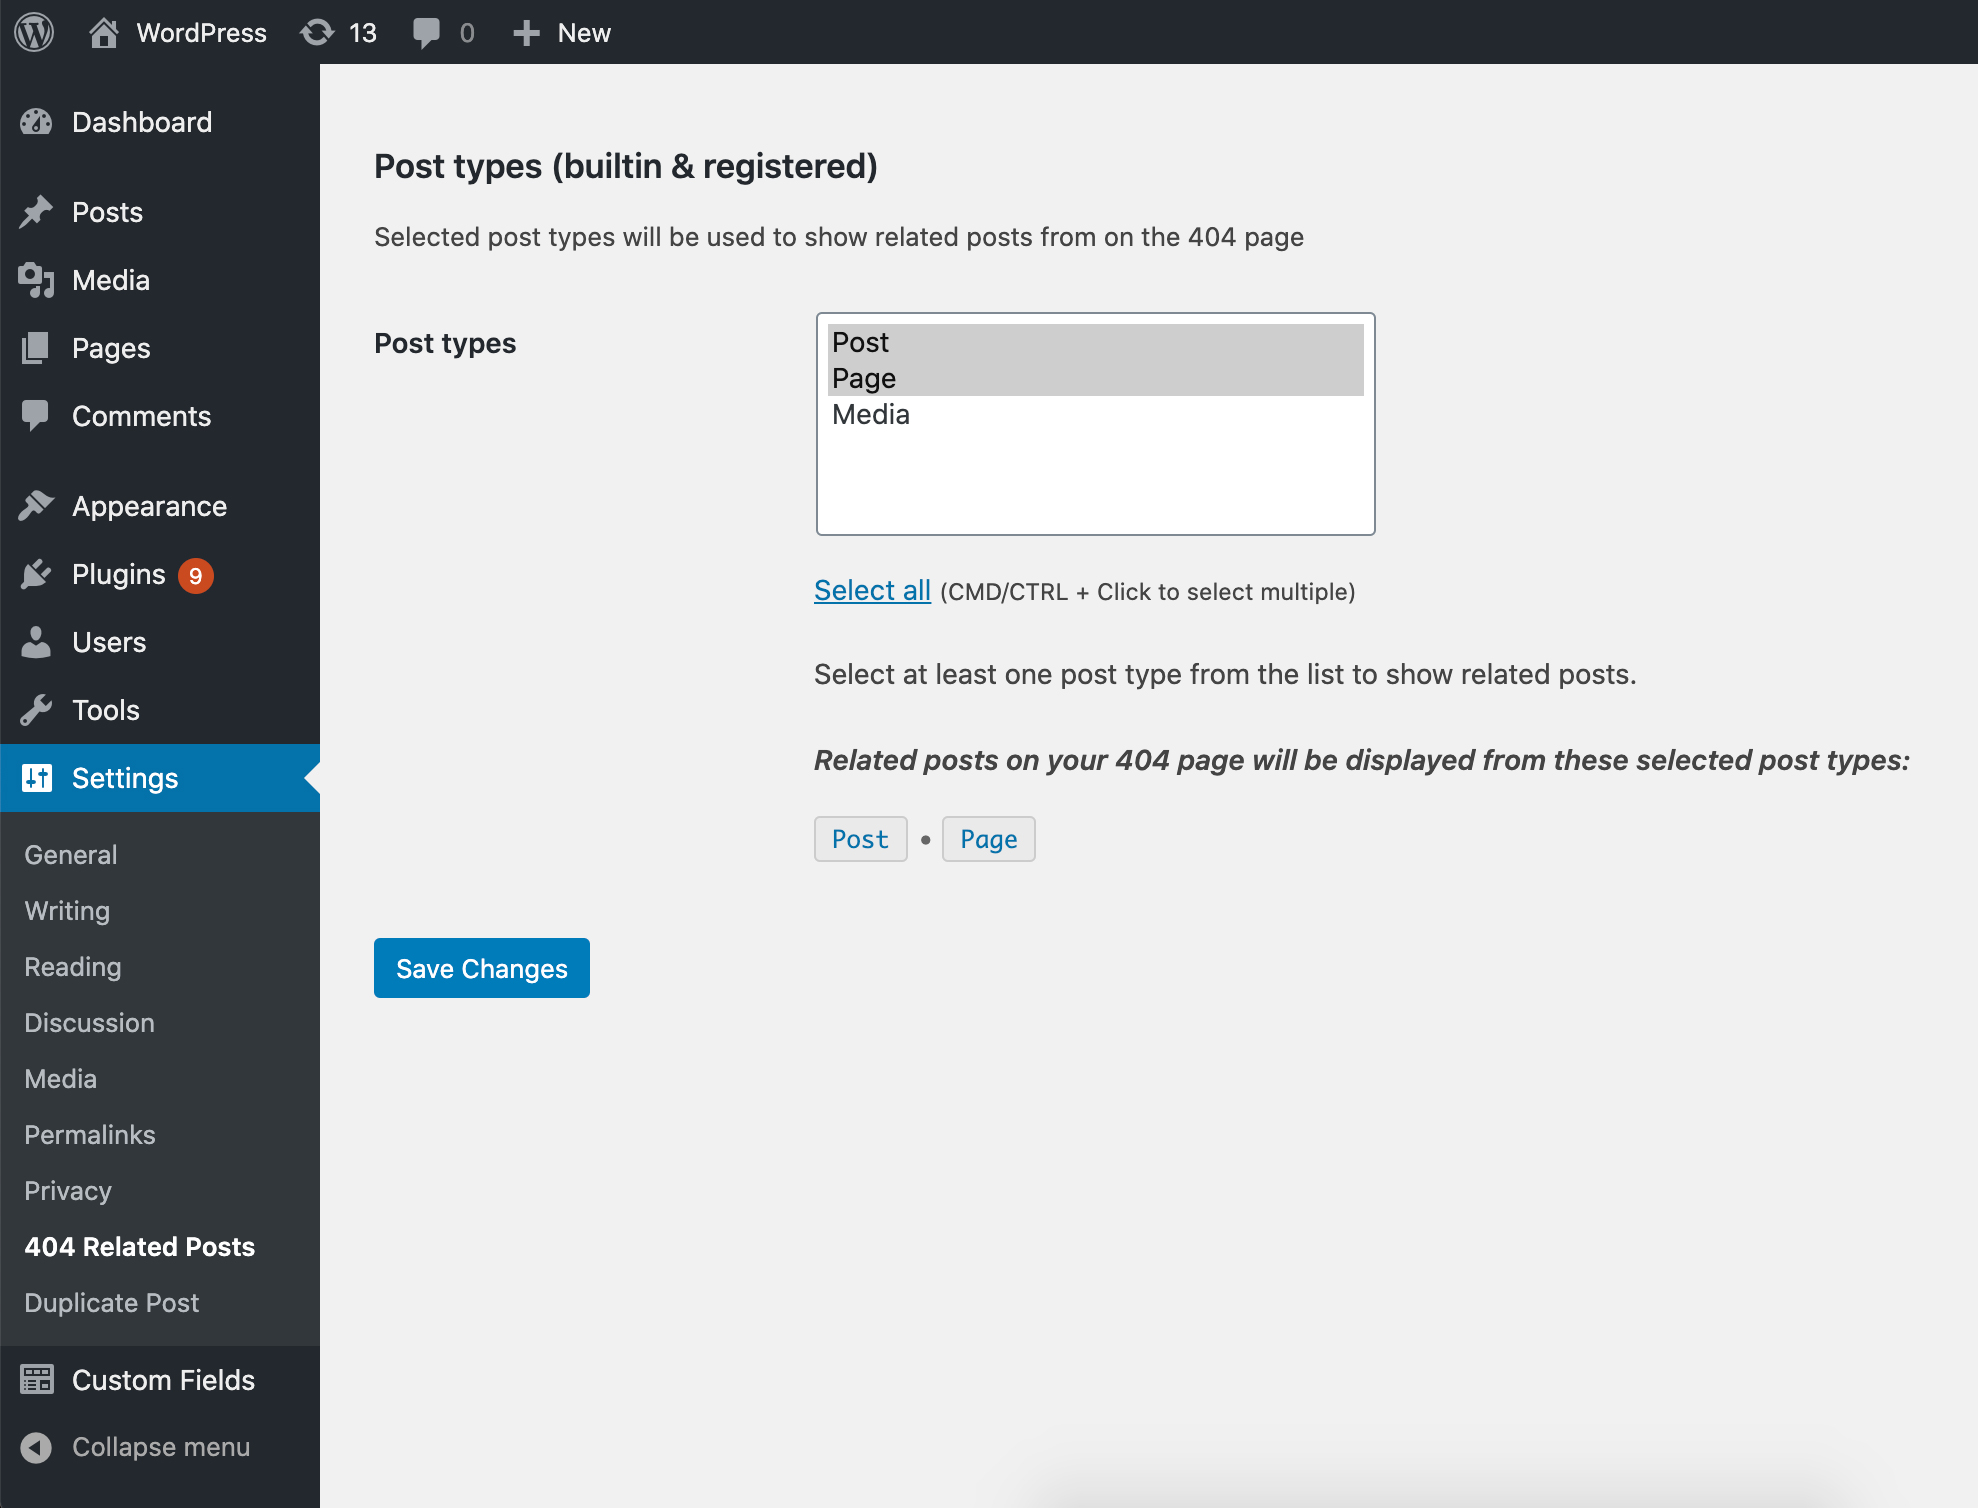 WordPress 13 0 New
Dashboard
Posts
Media
Pages
Comments
Appearance
Plugins 9
Users
Tools
Settings
General
Writing
Reading
Discussion
Media
Permalinks
Privacy
404 Related Posts
Duplicate Post
Custom Fields
Collapse menu
Post types (builtin & registered)
Selected post types will be used to show related posts from on the 404 page
Post types
Post
Page
Media
Select all (CMD/CTRL + Click to select multiple)
Select at least one post type from the list to show related posts.
Related posts on your 404 page will be displayed from these selected post types:
Post • Page
Save Changes